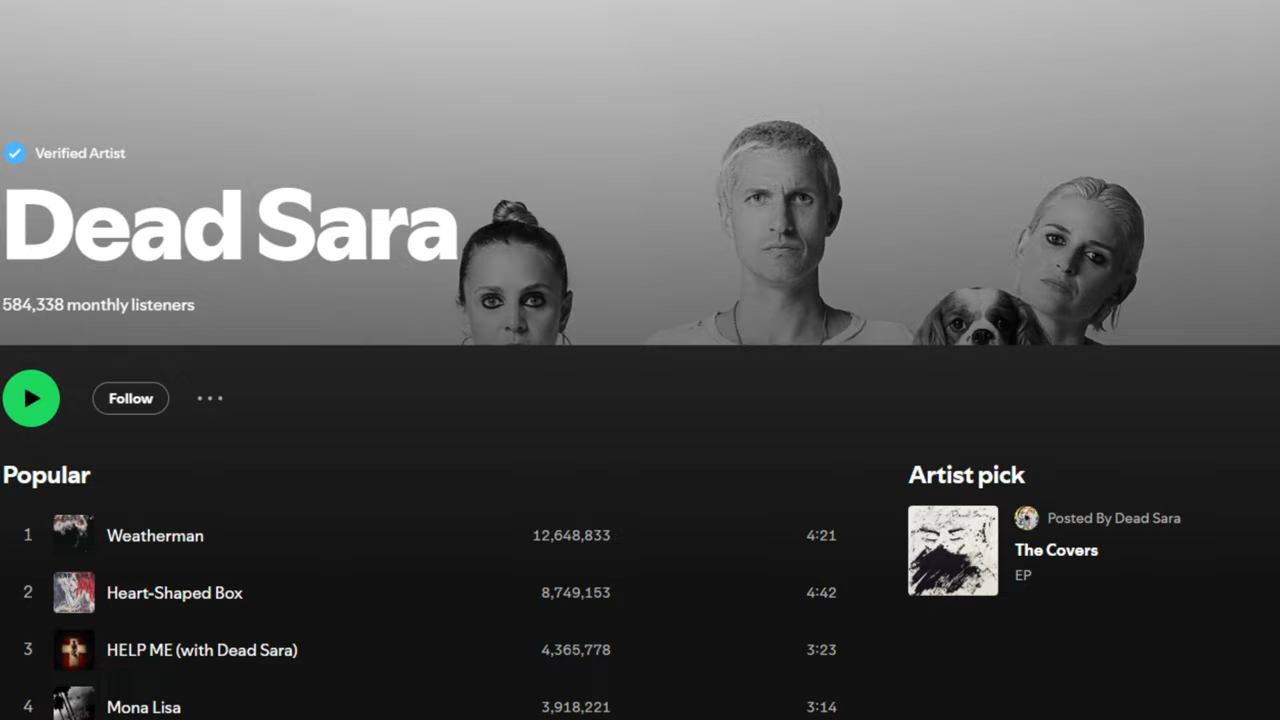 Verified Artist
Dead Sara
584,338 monthly listeners
Follow
Popular
1 Weatherman 12,648,833 4:21
2 Heart-Shaped Box 8,749,153 4:42
3 HELP ME (with Dead Sara) 4,365,778 3:23
4 Mona Lisa 3,918,221 3:14
Artist pick
Posted By Dead Sara
The Covers
EP